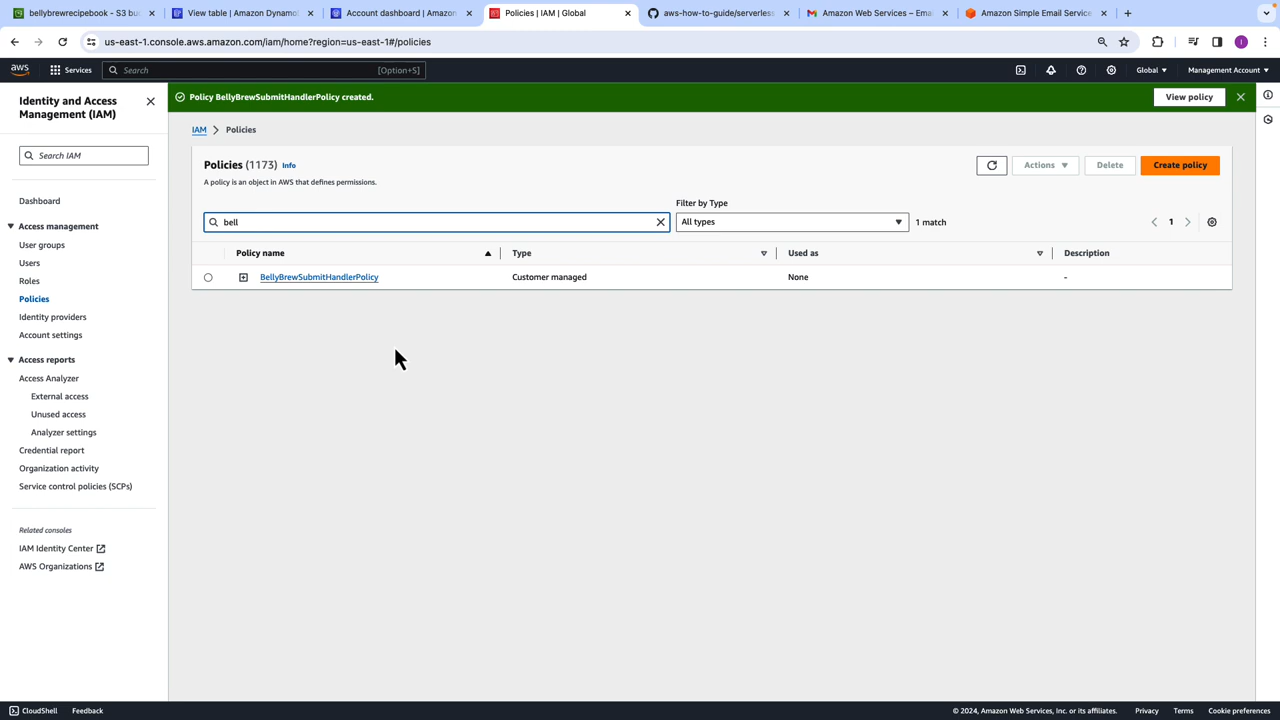 bellybrewrecipebook - S3 bu
View table | Amazon Dynamo
Account dashboard | Amazon
Policies | IAM | Global
aws-how-to-guide/serverless
Amazon Web Services – Emai
Amazon Simple Email Service
us-east-1.console.aws.amazon.com/iam/home?region=us-east-1#/policies
aws
Services
Search
[Option+S]
Global
Management Account
Identity and Access Management (IAM)
Search IAM
Dashboard
Access management
User groups
Users
Roles
Policies
Identity providers
Account settings
Access reports
Access Analyzer
External access
Unused access
Analyzer settings
Credential report
Organization activity
Service control policies (SCPs)
Related consoles
IAM Identity Center
AWS Organizations
Policy BellyBrewSubmitHandlerPolicy created.
View policy
IAM > Policies
Policies (1173) Info
A policy is an object in AWS that defines permissions.
Actions
Delete
Create policy
Filter by Type
bell
All types
1 match
1
Policy name
Type
Used as
Description
BellyBrewSubmitHandlerPolicy
Customer managed
None
-
CloudShell
Feedback
© 2024, Amazon Web Services, Inc. or its affiliates.
Privacy
Terms
Cookie preferences